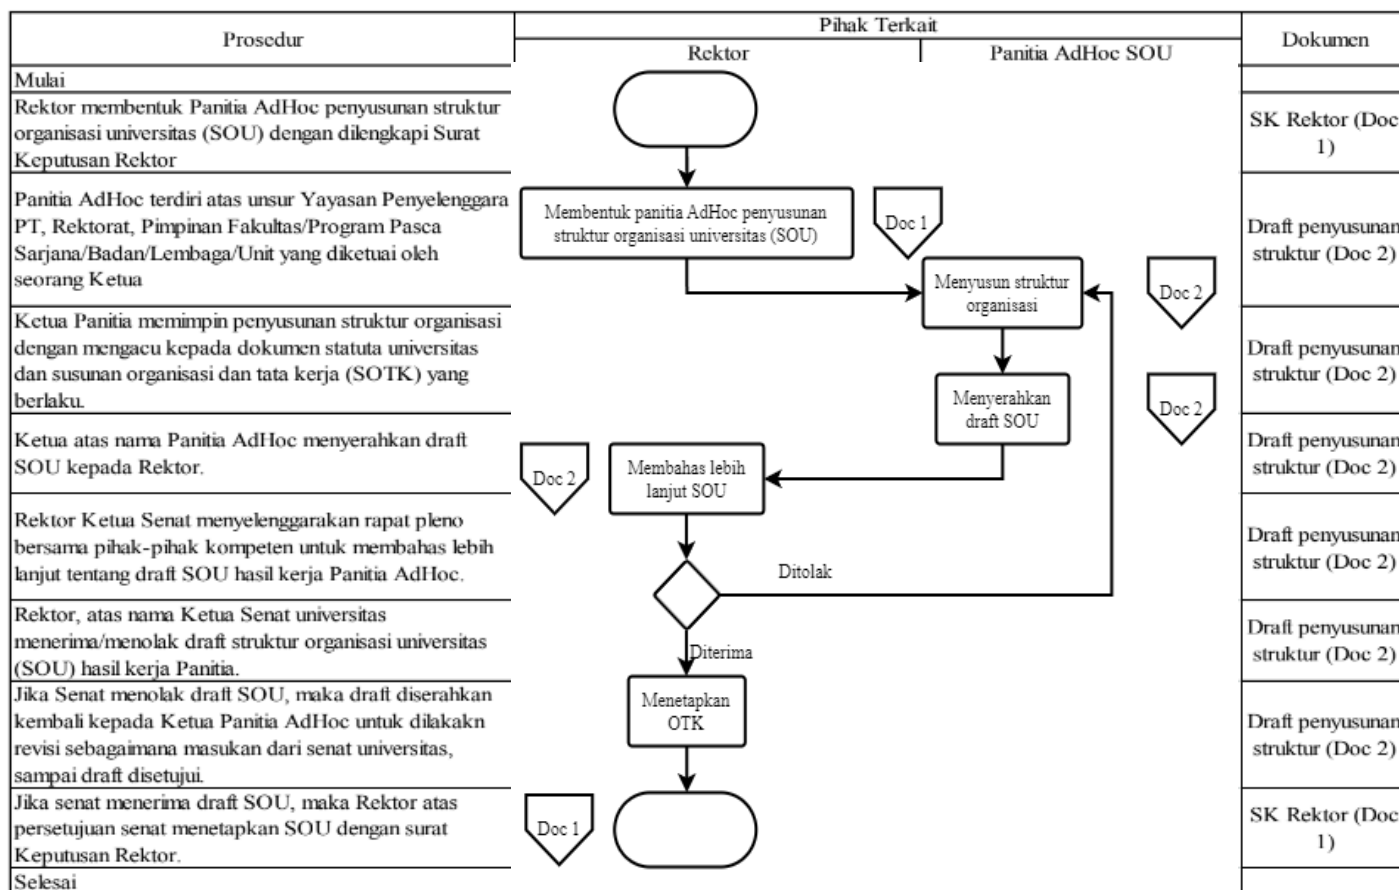 Prosedur
Pihak Terkait
Dokumen
Rektor
Panitia AdHoc SOU
Mulai
Rektor membentuk Panitia AdHoc penyusunan struktur
organisasi universitas (SOU) dengan dilengkapi Surat
Keputusan Rektor
SK Rektor (Doc
1)
Panitia AdHoc terdiri atas unsur Yayasan Penyelenggara
PT, Rektorat, Pimpinan Fakultas/Program Pasca
Sarjana/Badan/Lembaga/Unit yang diketuai oleh
seorang Ketua
Membentuk panitia AdHoc penyusunan
struktur organisasi universitas (SOU)
Doc 1
Menyusun struktur
organisasi
Doc 2
Draft penyusunan
struktur (Doc 2)
Ketua Panitia memimpin penyusunan struktur organisasi
dengan mengacu kepada dokumen statuta universitas
dan susunan organisasi dan tata kerja (SOTK) yang
berlaku.
Menyerahkan
draft SOU
Doc 2
Draft penyusunan
struktur (Doc 2)
Ketua atas nama Panitia AdHoc menyerahkan draft
SOU kepada Rektor.
Doc 2
Membahas lebih
lanjut SOU
Draft penyusunan
struktur (Doc 2)
Rektor Ketua Senat menyelenggarakan rapat pleno
bersama pihak-pihak kompeten untuk membahas lebih
lanjut tentang draft SOU hasil kerja Panitia AdHoc.
Ditolak
Draft penyusunan
struktur (Doc 2)
Rektor, atas nama Ketua Senat universitas
menerima/menolak draft struktur organisasi universitas
(SOU) hasil kerja Panitia.
Diterima
Draft penyusunan
struktur (Doc 2)
Jika Senat menolak draft SOU, maka draft diserahkan
kembali kepada Ketua Panitia AdHoc untuk dilakakn
revisi sebagaimana masukan dari senat universitas,
sampai draft disetujui.
Menetapkan
OTK
Draft penyusunan
struktur (Doc 2)
Jika senat menerima draft SOU, maka Rektor atas
persetujuan senat menetapkan SOU dengan surat
Keputusan Rektor.
Doc 1
SK Rektor (Doc
1)
Selesai